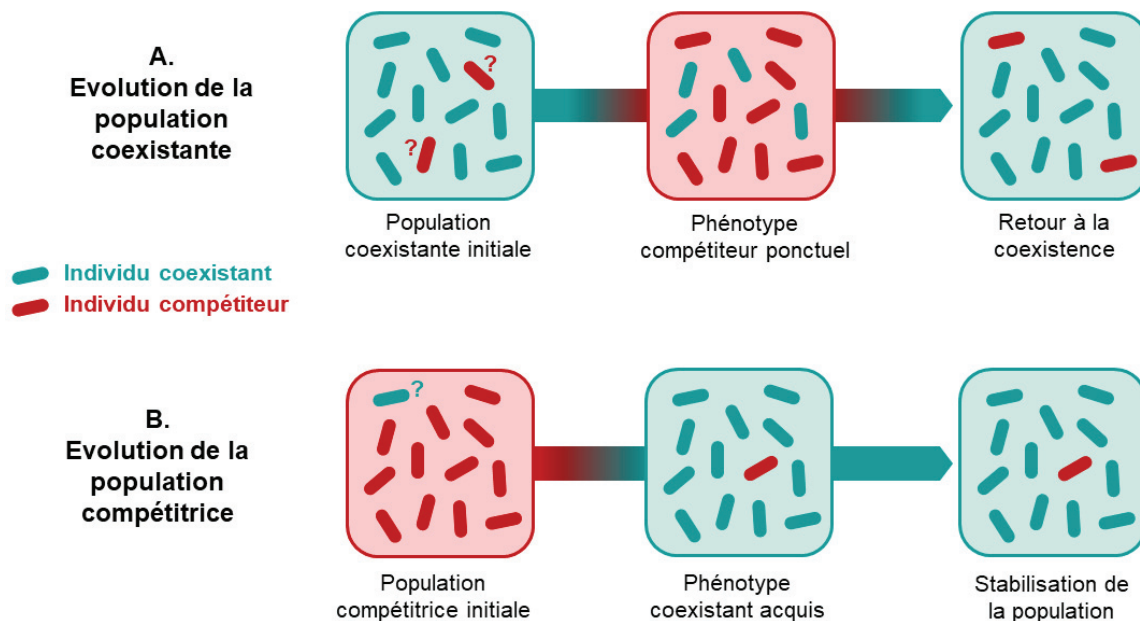 A.
Evolution de la
population
coexistante
?
?
Population
coexistante initiale
Phénotype
compétiteur ponctuel
Retour à la
coexistence
Individu coexistant
Individu compétiteur
B.
Evolution de la
population
compétitrice
?
Population
compétitrice initiale
Phénotype
coexistant acquis
Stabilisation de
la population